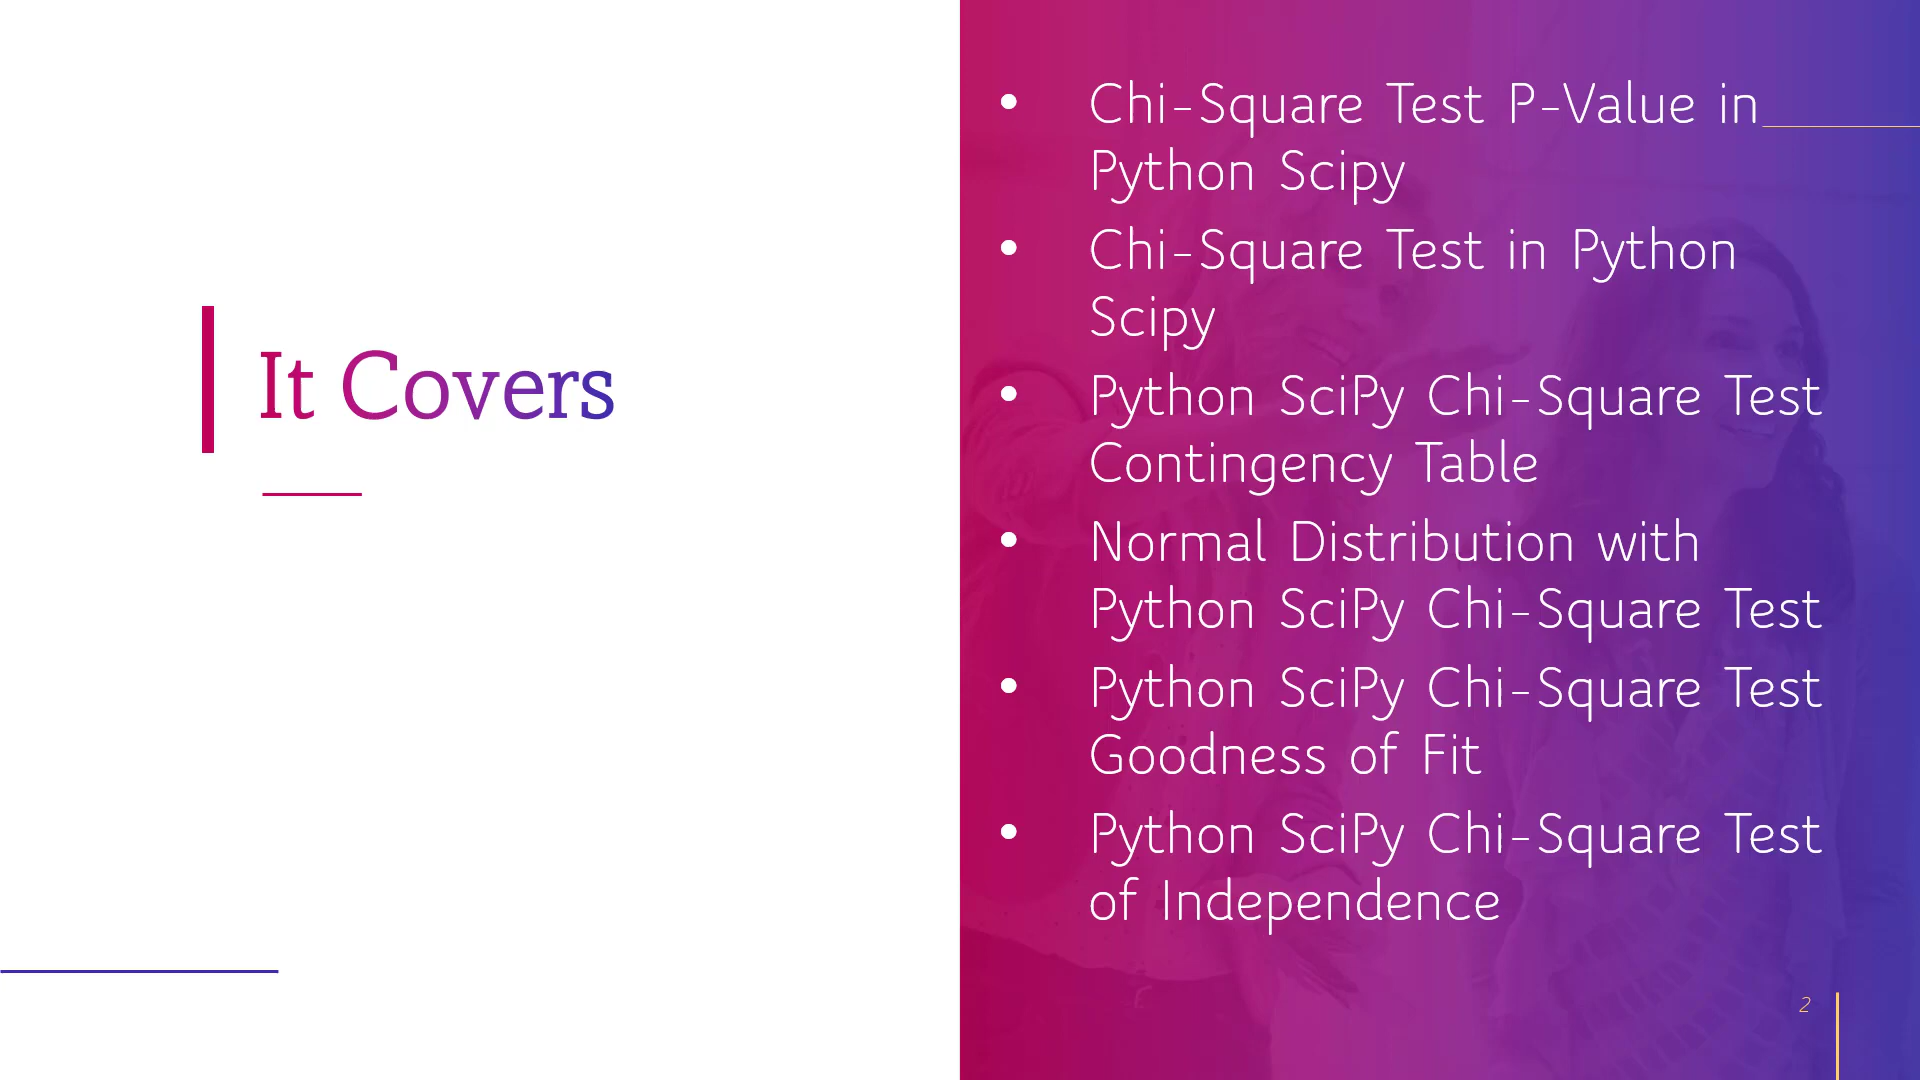 It Covers
• Chi-Square Test P-Value in
Python Scipy
• Chi-Square Test in Python
Scipy
• Python SciPy Chi-Square Test
Contingency Table
• Normal Distribution with
Python SciPy Chi-Square Test
• Python SciPy Chi-Square Test
Goodness of Fit
• Python SciPy Chi-Square Test
of Independence
2